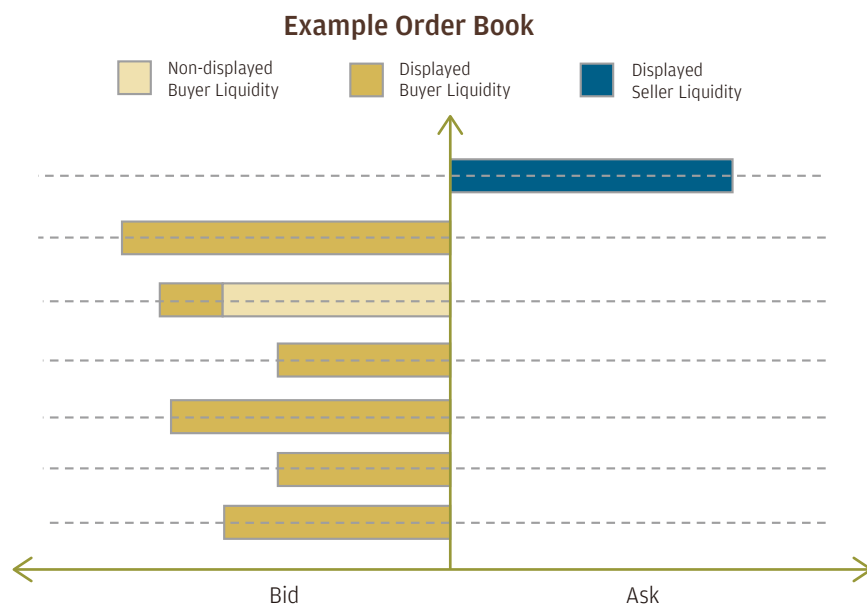 Example Order Book
Non-displayed
Buyer Liquidity
Displayed
Buyer Liquidity
Displayed
Seller Liquidity
Bid
Ask